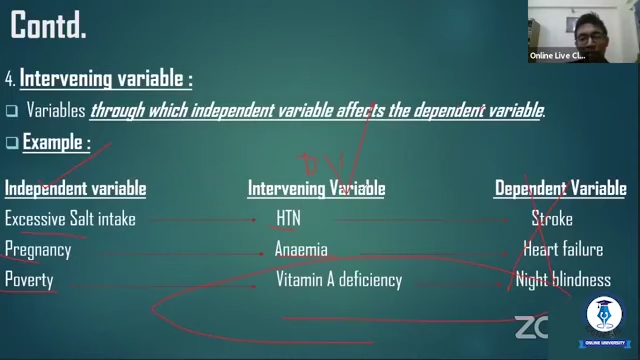 Contd.
Online Live Cl...
4. Intervening variable :
Variables through which independent variable affects the dependent variable.
Example :
DV
Independent variable Intervening Variable Dependent Variable
Excessive Salt intake HTN Stroke
Pregnancy Anaemia Heart failure
Poverty Vitamin A deficiency Night blindness
ONLINE UNIVERSITY